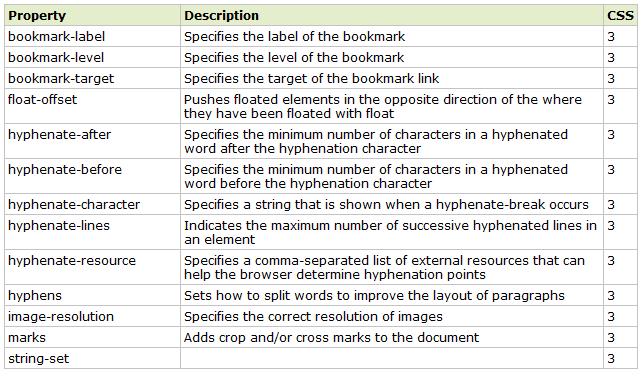 Property Description CSS
bookmark-label Specifies the label of the bookmark 3
bookmark-level Specifies the level of the bookmark 3
bookmark-target Specifies the target of the bookmark link 3
float-offset Pushes floated elements in the opposite direction of the where 3
they have been floated with float
hyphenate-after Specifies the minimum number of characters in a hyphenated 3
word after the hyphenation character
hyphenate-before Specifies the minimum number of characters in a hyphenated 3
word before the hyphenation character
hyphenate-character Specifies a string that is shown when a hyphenate-break occurs 3
hyphenate-lines Indicates the maximum number of successive hyphenated lines in 3
an element
hyphenate-resource Specifies a comma-separated list of external resources that can 3
help the browser determine hyphenation points
hyphens Sets how to split words to improve the layout of paragraphs 3
image-resolution Specifies the correct resolution of images 3
marks Adds crop and/or cross marks to the document 3
string-set 3